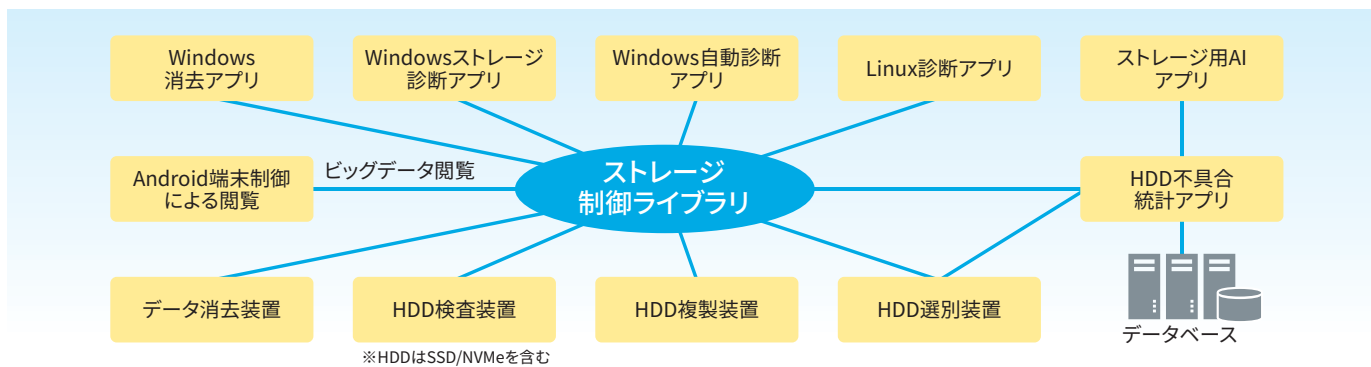 Windows
消去アプリ
Windowsストレージ
診断アプリ
Windows自動診断
アプリ
Linux診断アプリ
ストレージ用AI
アプリ
Android端末制御
による閲覧
ビッグデータ閲覧
ストレージ
制御ライブラリ
HDD不具合
統計アプリ
データ消去装置
HDD検査装置
HDD複製装置
HDD選別装置
データベース
※HDDはSSD/NVMeを含む